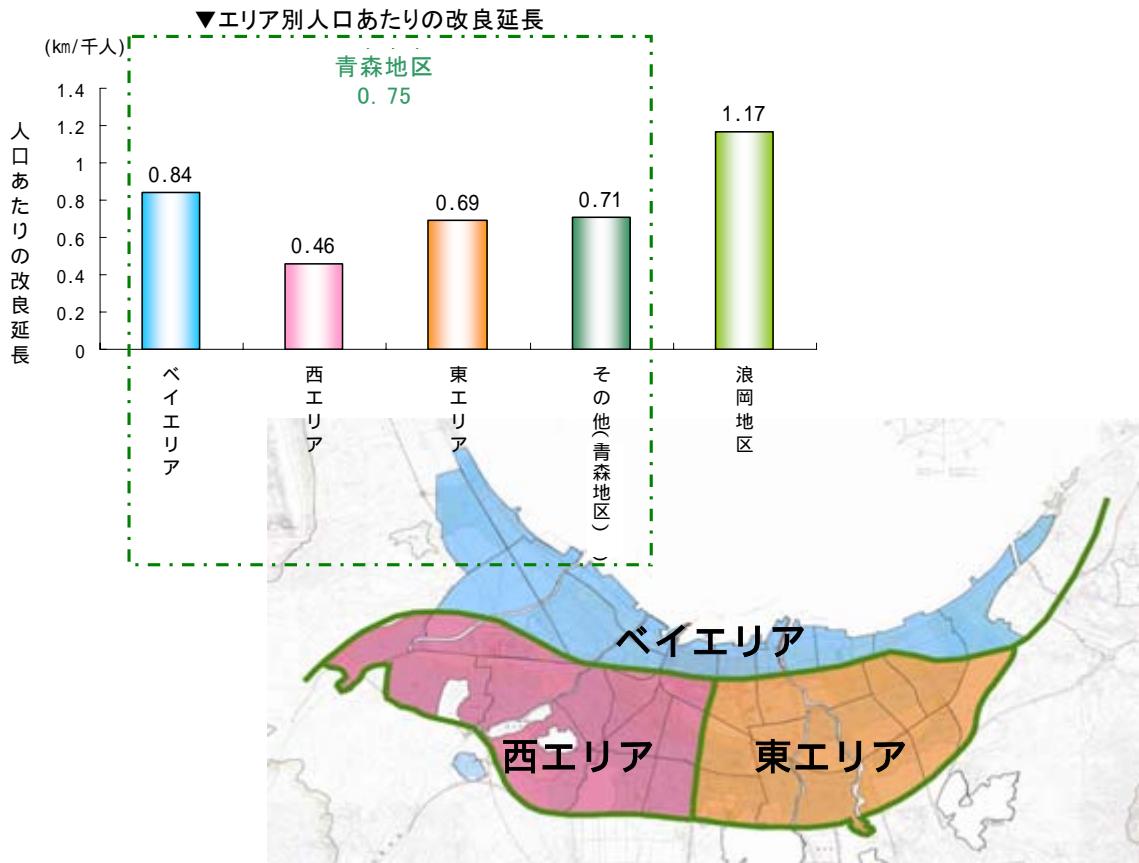 ▼エリア別人口あたりの改良延長
(㎞/千人)
青森地区
0.75
人口あたりの改良延長
1.4
1.2
1
0.8
0.6
0.4
0.2
0
0.84
0.46
0.69
0.71
1.17
ベイエリア
西エリア
東エリア
その他(青森地区) )
浪岡地区
ベイエリア
西エリア
東エリア